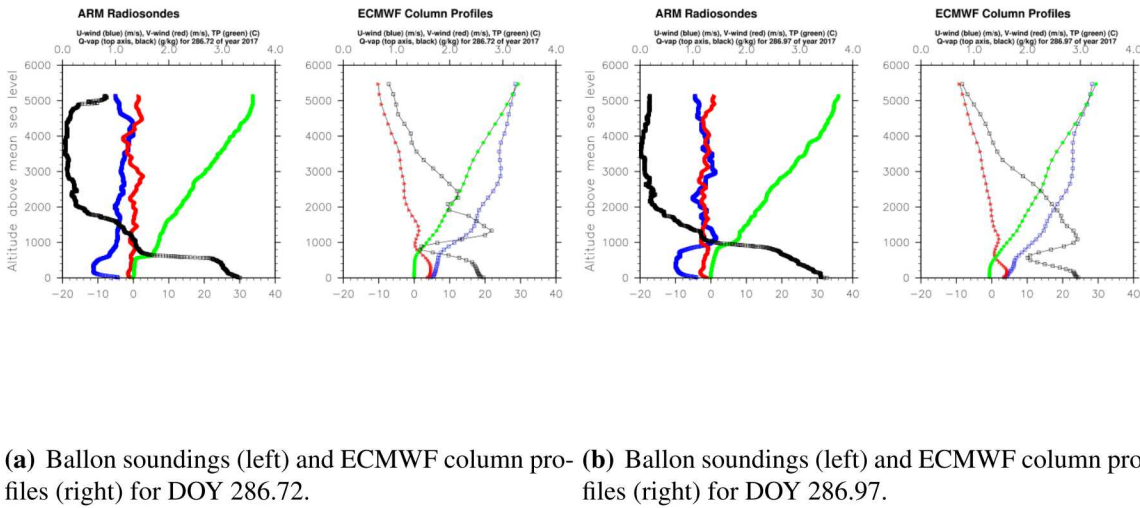 ARM Radiosondes
U-wind (blue) (m/s), V-wind (red) (m/s), TP (green) (C)
Q-vap (top axis, black) (g/kg) for 286.72 of year 2017
0.0 1.0 2.0 3.0 4.0
6000
5000
4000
3000
2000
1000
0
Altitude above mean sea level
-20 -10 0 10 20 30 40
ECMWF Column Profiles
U-wind (blue) (m/s), V-wind (red) (m/s), TP (green) (C)
Q-vap (top axis, black) (g/kg) for 286.72 of year 2017
0.0 1.0 2.0 3.0 4.0
6000
5000
4000
3000
2000
1000
0
-20 -10 0 10 20 30 40
ARM Radiosondes
U-wind (blue) (m/s), V-wind (red) (m/s), TP (green) (C)
Q-vap (top axis, black) (g/kg) for 286.97 of year 2017
0.0 1.0 2.0 3.0 4.0
6000
5000
4000
3000
2000
1000
0
Altitude above mean sea level
-20 -10 0 10 20 30 40
ECMWF Column Profiles
U-wind (blue) (m/s), V-wind (red) (m/s), TP (green) (C)
Q-vap (top axis, black) (g/kg) for 286.97 of year 2017
0.0 1.0 2.0 3.0 4.0
6000
5000
4000
3000
2000
1000
0
-20 -10 0 10 20 30 40
(a) Ballon soundings (left) and ECMWF column pro-
files (right) for DOY 286.72.
(b) Ballon soundings (left) and ECMWF column pro
files (right) for DOY 286.97.